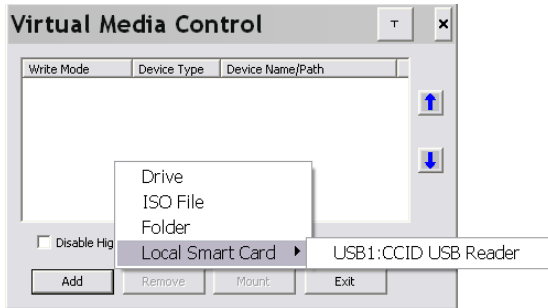 Virtual Media Control
T
×
Write Mode Device Type Device Name/Path
Drive
ISO File
Folder
Local Smart Card
USB1:CCID USB Reader
Disable Hig
Add Remove Mount Exit